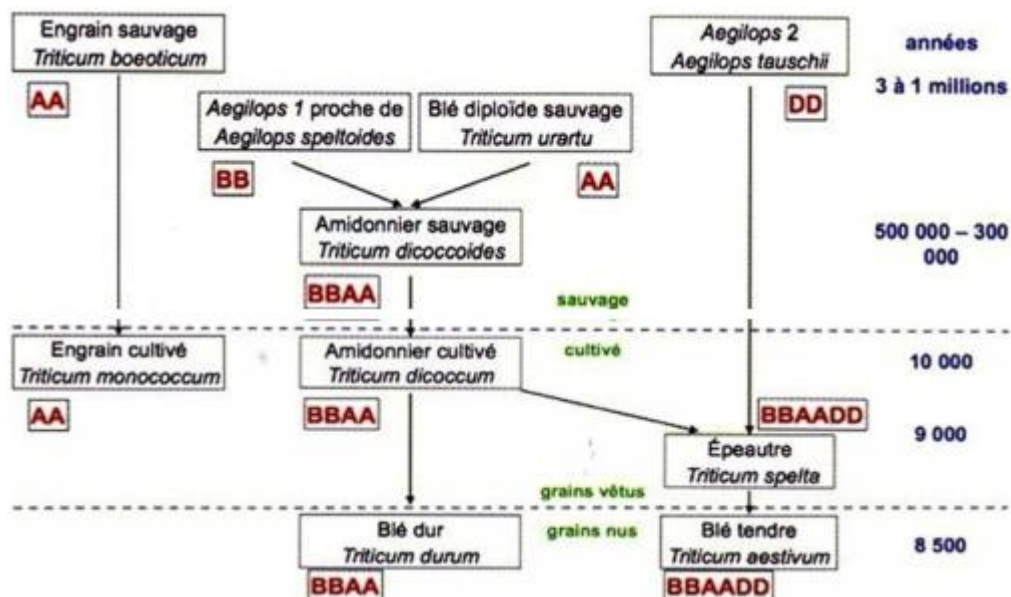 Engrain sauvage
Triticum boeoticum
AA
Aegilops 1 proche de
Aegilops speltoides
BB
Blé diploïde sauvage
Triticum urartu
AA
Aegilops 2
Aegilops tauschii
DD
années
3 à 1 millions
Amidonnier sauvage
Triticum dicoccoides
BBAA
500 000 – 300
000
sauvage
cultivé
Engrain cultivé
Triticum monococcum
AA
Amidonnier cultivé
Triticum dicoccum
BBAA
10 000
BBAADD
Épeautre
Triticum spelta
9 000
grains vêtus
grains nus
Blé dur
Triticum durum
BBAA
Blé tendre
Triticum aestivum
BBAADD
8 500